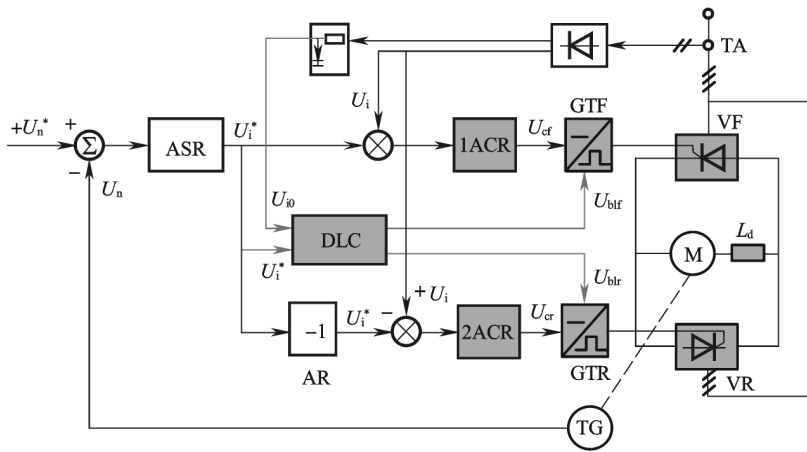 TA
U_i
U_cf
GTF
VF
+U_n*
+
Σ
ASR
U_i*
1ACR
−
U_n
U_i0
U_blf
DLC
L_d
M
U_i*
U_blr
+U_i
−
U_i*
U_cr
−1
2ACR
AR
GTR
VR
TG